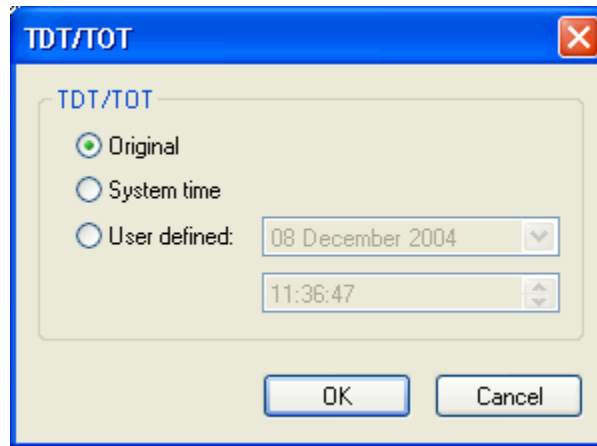 TDT/TOT
TDT/TOT
Original
System time
User defined: 08 December 2004
11:36:47
OK Cancel